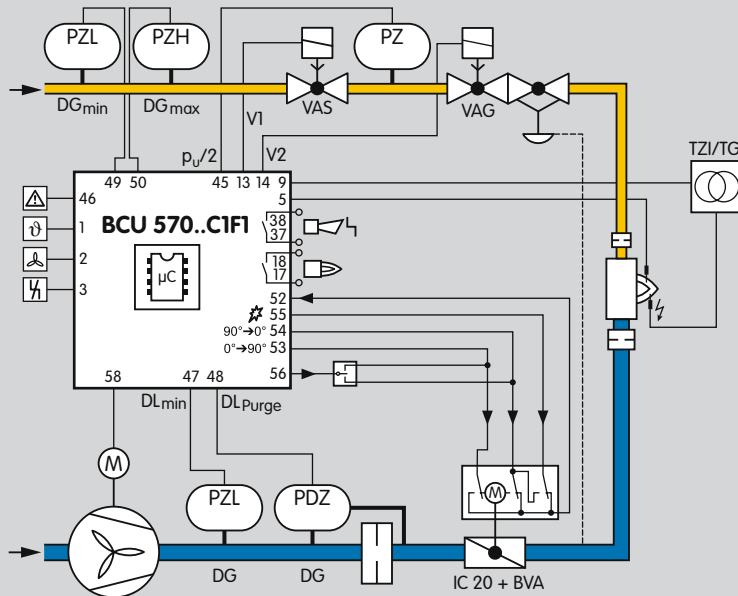 PZL PZH PZ
DGmin DGmax VAS VAG
V1
pU/2 V2 TZI/TGI
49 50 45 13 14 9
46 5
BCU 570..C1F1 38
1 37
µC 18
2 17
3 52
55
90°→0° 54
0°→90° 53
58 47 48 56
DLmin DLPurge
M
PZL PDZ M
DG DG IC 20 + BVA
ϑ